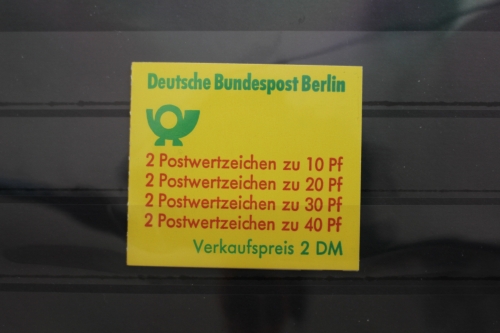 Deutsche Bundespost Berlin
2 Postwertzeichen zu 10 Pf
2 Postwertzeichen zu 20 Pf
2 Postwertzeichen zu 30 Pf
2 Postwertzeichen zu 40 Pf
Verkaufspreis 2 DM